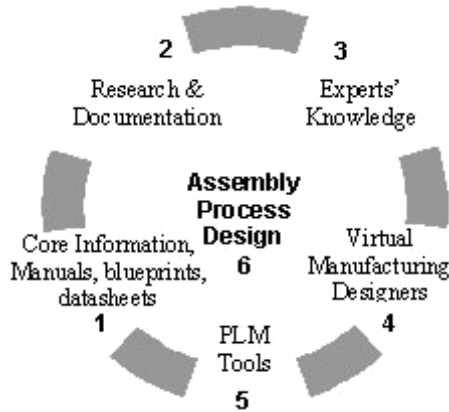 2
Research &
Documentation
3
Experts'
Knowledge
Assembly
Process
Design
6
Core Information,
Manuals, blueprints,
datasheets
1
Virtual
Manufacturing
Designers
4
PLM
Tools
5